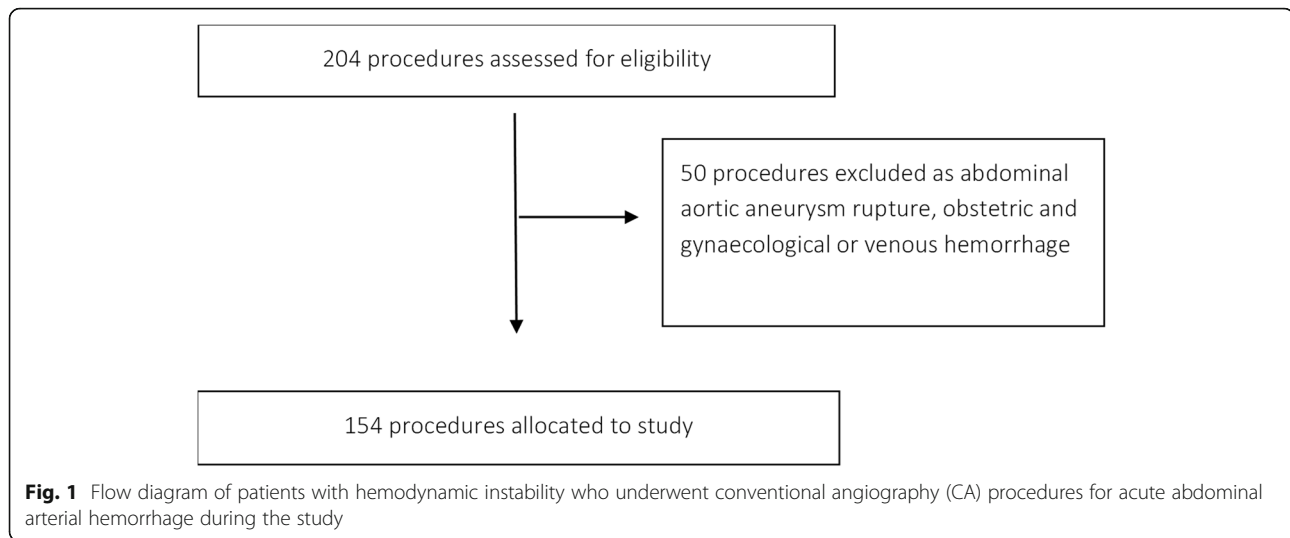 204 procedures assessed for eligibility
50 procedures excluded as abdominal
aortic aneurysm rupture, obstetric and
gynaecological or venous hemorrhage
154 procedures allocated to study
Fig. 1 Flow diagram of patients with hemodynamic instability who underwent conventional angiography (CA) procedures for acute abdominal
arterial hemorrhage during the study